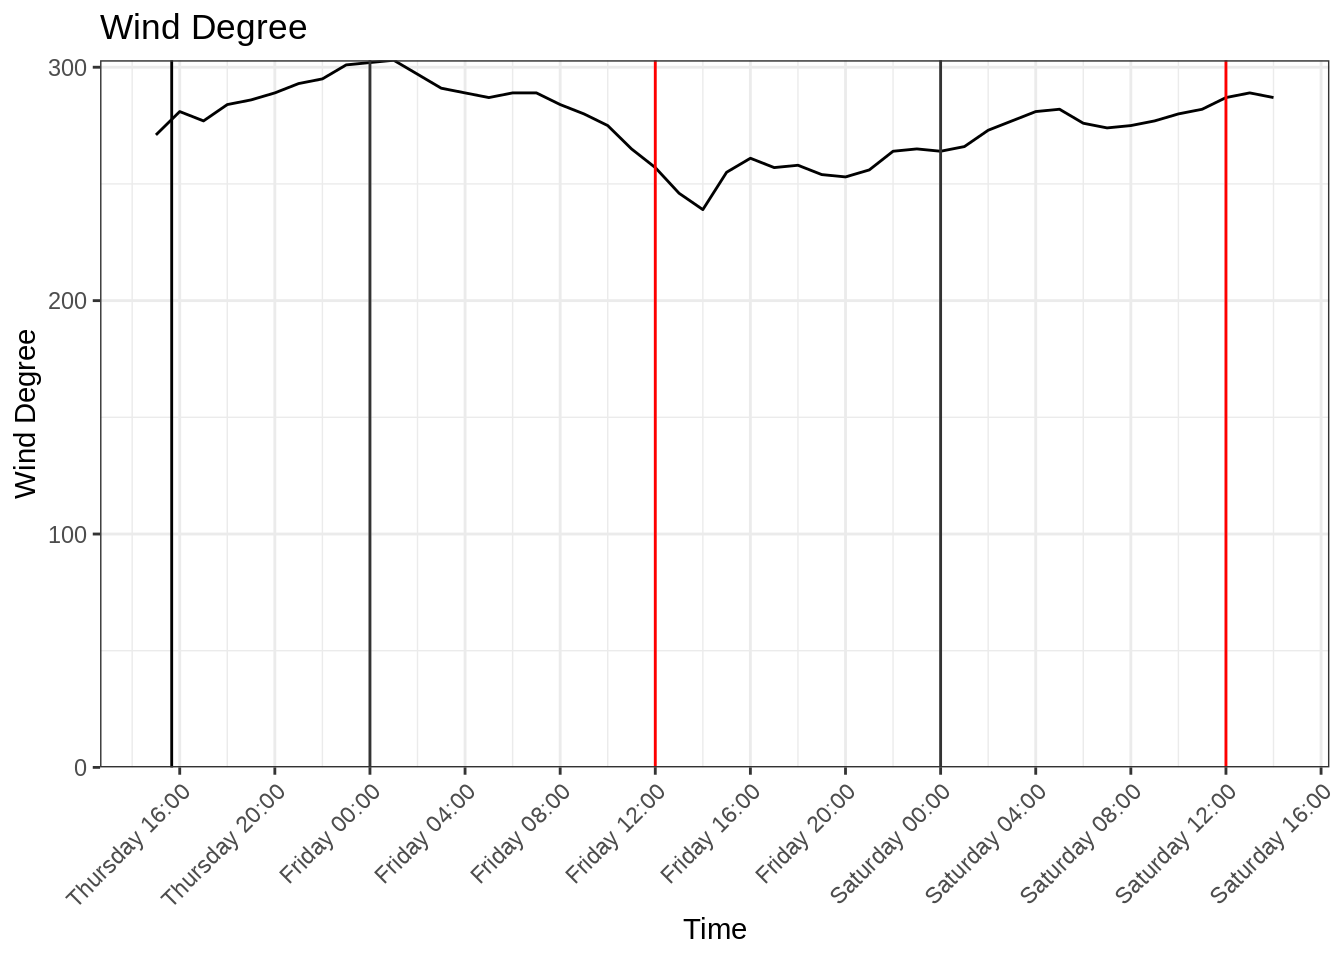 Wind Degree
300
200
100
0
Wind Degree
Thursday 16:00
Thursday 20:00
Friday 00:00
Friday 04:00
Friday 08:00
Friday 12:00
Friday 16:00
Friday 20:00
Saturday 00:00
Saturday 04:00
Saturday 08:00
Saturday 12:00
Saturday 16:00
Time